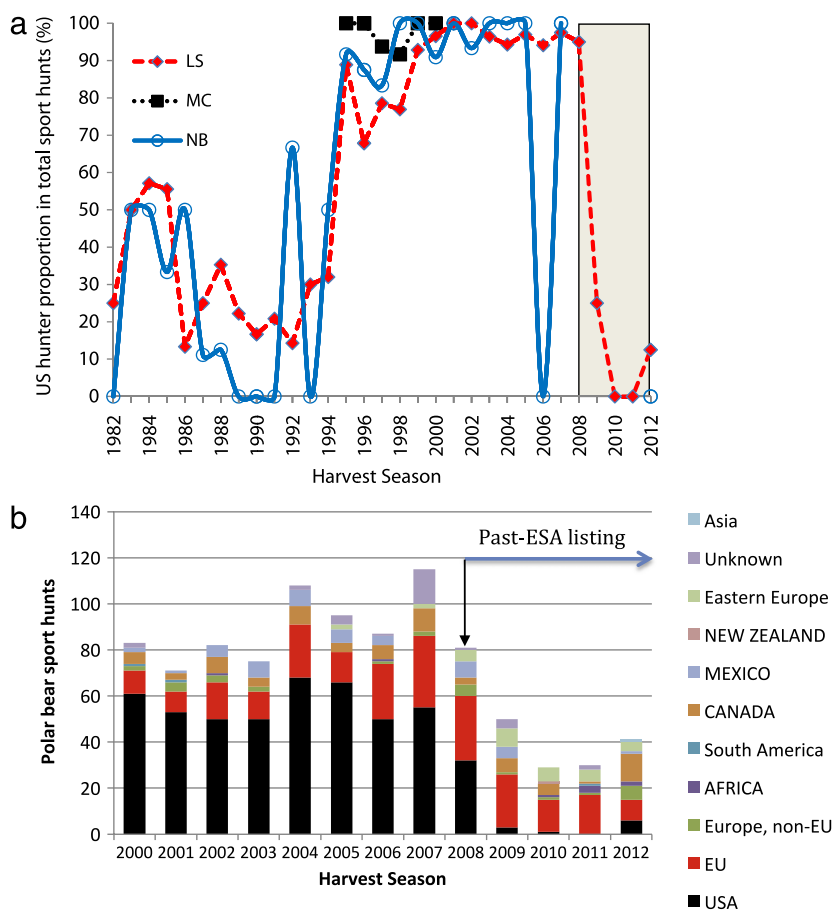 a
US hunter proportion in total sport hunts (%)
100
90
80
70
60
50
40
30
20
10
0
LS
MC
NB
1982
1984
1986
1988
1990
1992
1994
1996
1998
2000
2002
2004
2006
2008
2010
2012
Harvest Season
b
Polar bear sport hunts
140
120
100
80
60
40
20
0
Past-ESA listing
2000 2001 2002 2003 2004 2005 2006 2007 2008 2009 2010 2011 2012
Harvest Season
Asia
Unknown
Eastern Europe
NEW ZEALAND
MEXICO
CANADA
South America
AFRICA
Europe, non-EU
EU
USA